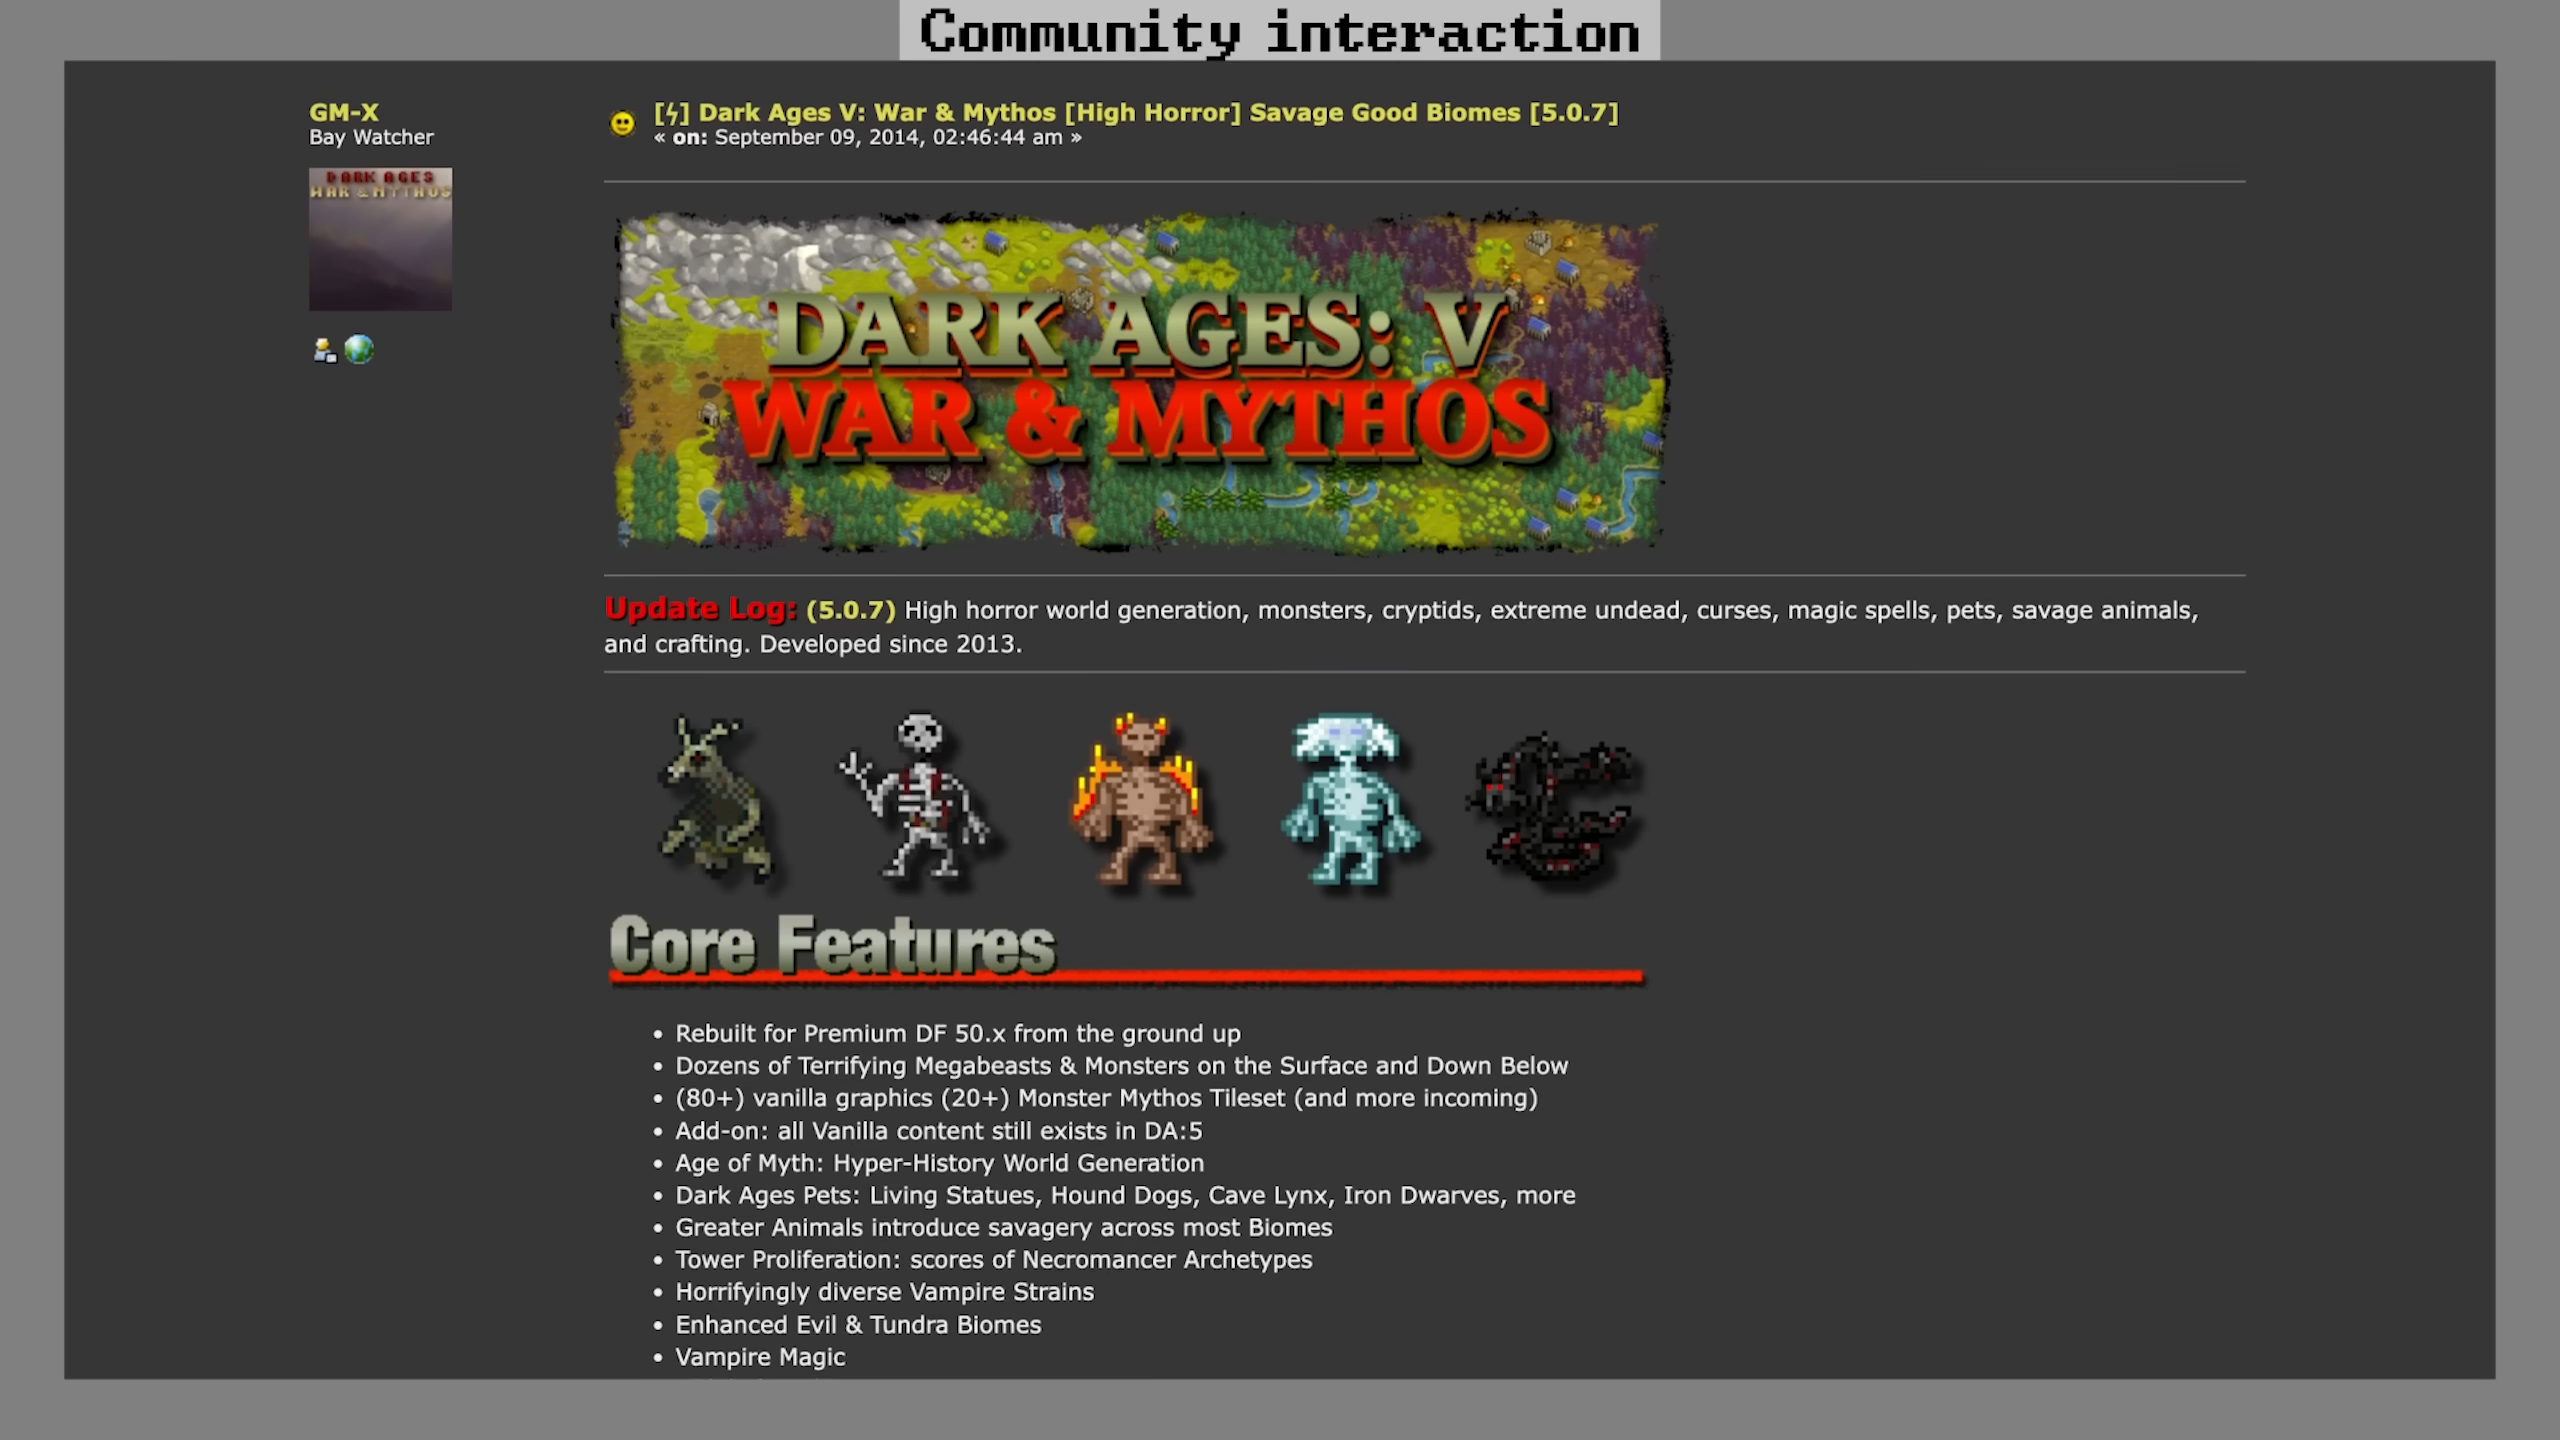 Community interaction
GM-X
Bay Watcher
DARK AGES
WAR & MYTHOS
[ϟ] Dark Ages V: War & Mythos [High Horror] Savage Good Biomes [5.0.7]
« on: September 09, 2014, 02:46:44 am »
DARK AGES: V
WAR & MYTHOS
Update Log: (5.0.7) High horror world generation, monsters, cryptids, extreme undead, curses, magic spells, pets, savage animals,
and crafting. Developed since 2013.
Core Features
• Rebuilt for Premium DF 50.x from the ground up
• Dozens of Terrifying Megabeasts & Monsters on the Surface and Down Below
• (80+) vanilla graphics (20+) Monster Mythos Tileset (and more incoming)
• Add-on: all Vanilla content still exists in DA:5
• Age of Myth: Hyper-History World Generation
• Dark Ages Pets: Living Statues, Hound Dogs, Cave Lynx, Iron Dwarves, more
• Greater Animals introduce savagery across most Biomes
• Tower Proliferation: scores of Necromancer Archetypes
• Horrifyingly diverse Vampire Strains
• Enhanced Evil & Tundra Biomes
• Vampire Magic